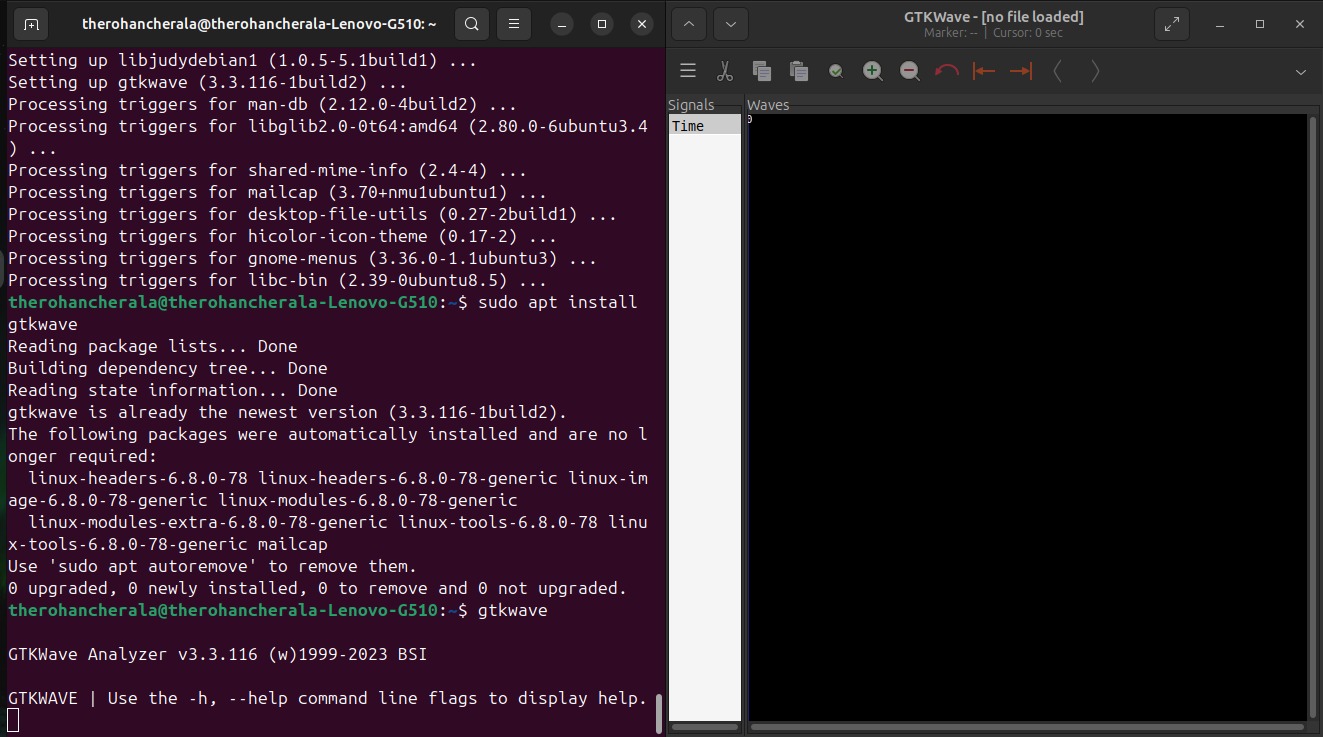 therohancherala@therohancherala-Lenovo-G510: ~
Setting up libjudydebian1 (1.0.5-5.1build1) ...
Setting up gtkwave (3.3.116-1build2) ...
Processing triggers for man-db (2.12.0-4build2) ...
Processing triggers for libglib2.0-0t64:amd64 (2.80.0-6ubuntu3.4
) ...
Processing triggers for shared-mime-info (2.4-4) ...
Processing triggers for mailcap (3.70+nmu1ubuntu1) ...
Processing triggers for desktop-file-utils (0.27-2build1) ...
Processing triggers for hicolor-icon-theme (0.17-2) ...
Processing triggers for gnome-menus (3.36.0-1.1ubuntu3) ...
Processing triggers for libc-bin (2.39-0ubuntu8.5) ...
therohancherala@therohancherala-Lenovo-G510:~$ sudo apt install
gtkwave
Reading package lists... Done
Building dependency tree... Done
Reading state information... Done
gtkwave is already the newest version (3.3.116-1build2).
The following packages were automatically installed and are no l
onger required:
  linux-headers-6.8.0-78 linux-headers-6.8.0-78-generic linux-im
age-6.8.0-78-generic linux-modules-6.8.0-78-generic
  linux-modules-extra-6.8.0-78-generic linux-tools-6.8.0-78 linu
x-tools-6.8.0-78-generic mailcap
Use 'sudo apt autoremove' to remove them.
0 upgraded, 0 newly installed, 0 to remove and 0 not upgraded.
therohancherala@therohancherala-Lenovo-G510:~$ gtkwave
GTKWave Analyzer v3.3.116 (w)1999-2023 BSI
GTKWAVE | Use the -h, --help command line flags to display help.
GTKWave - [no file loaded]
Marker: -- | Cursor: 0 sec
Signals
Waves
Time
0